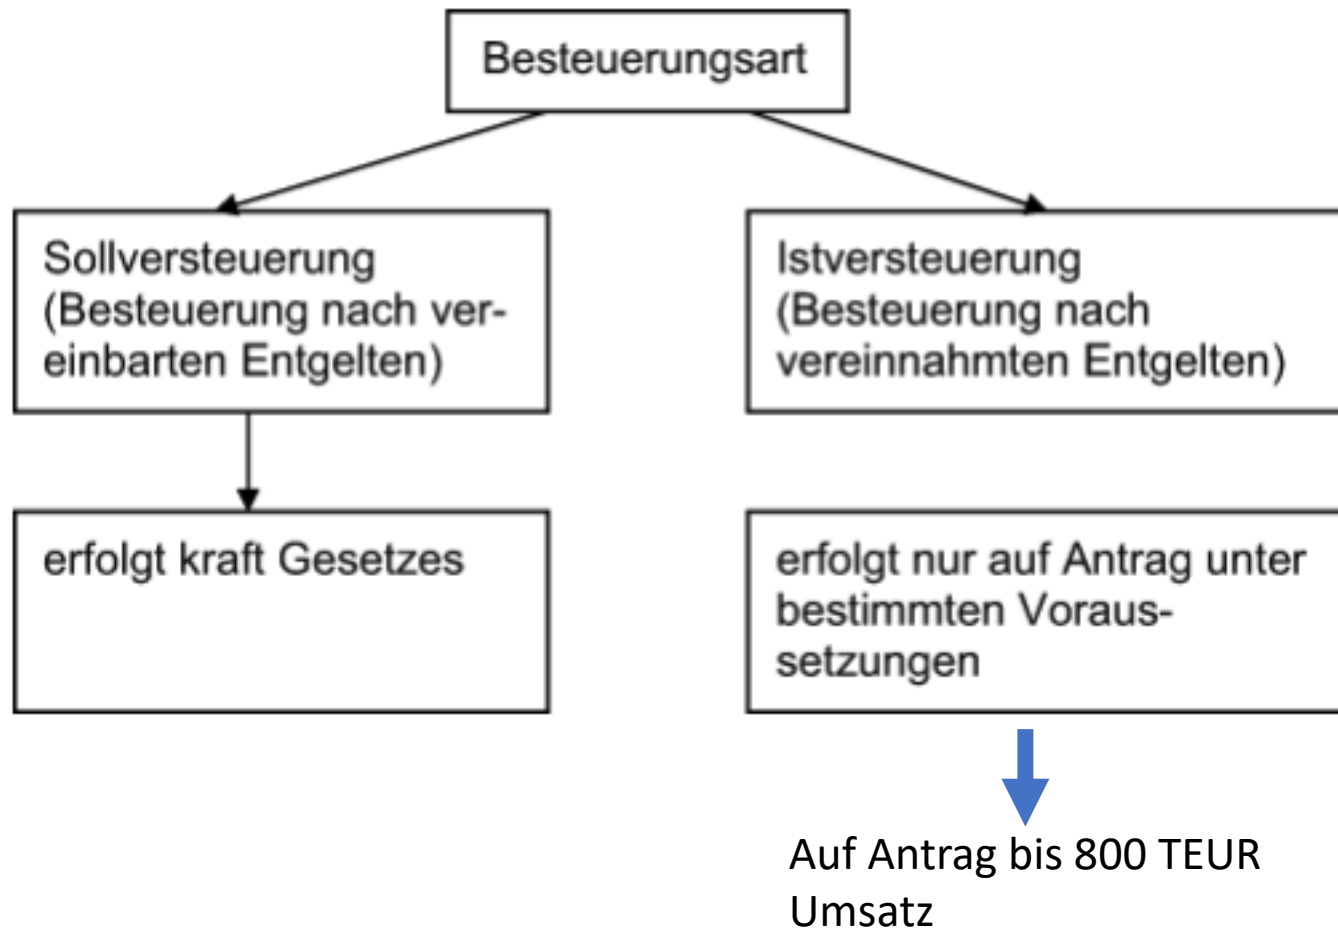 Besteuerungsart
Sollversteuerung
(Besteuerung nach ver-
einbarten Entgelten)
Istversteuerung
(Besteuerung nach
vereinnahmten Entgelten)
erfolgt kraft Gesetzes
erfolgt nur auf Antrag unter
bestimmten Voraus-
setzungen
Auf Antrag bis 800 TEUR
Umsatz